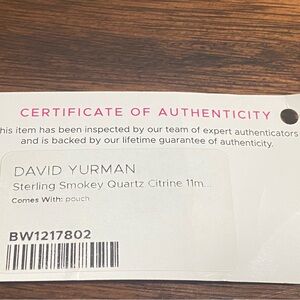 CERTIFICATE OF AUTHENTICITY
his item has been inspected by our team of expert authenticators
and is backed by our lifetime guarantee of authenticity.
DAVID YURMAN
Sterling Smokey Quartz Citrine 11m...
Comes With: pouch
BW1217802